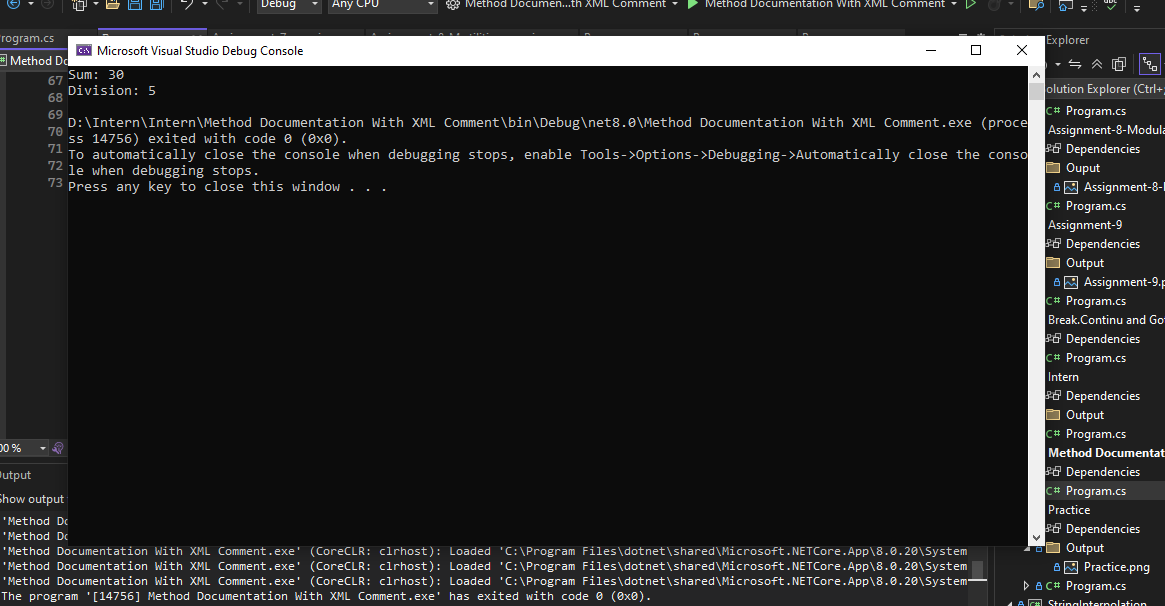 Debug
Any CPU
Method Documen...th XML Comment
Method Documentation With XML Comment
rogram.cs
Microsoft Visual Studio Debug Console
Explorer
Method Do
67
68
69
70
71
72
73
Sum: 30
Division: 5
D:\Intern\Intern\Method Documentation With XML Comment\bin\Debug\net8.0\Method Documentation With XML Comment.exe (proce
ss 14756) exited with code 0 (0x0).
To automatically close the console when debugging stops, enable Tools->Options->Debugging->Automatically close the conso
le when debugging stops.
Press any key to close this window . . .
olution Explorer (Ctrl+;
C# Program.cs
Assignment-8-Modula
Dependencies
Ouput
Assignment-8-
C# Program.cs
Assignment-9
Dependencies
Output
Assignment-9.p
C# Program.cs
Break.Continu and Go
Dependencies
C# Program.cs
Intern
Dependencies
Output
C# Program.cs
Method Documentat
Dependencies
C# Program.cs
Practice
Dependencies
Output
Practice.png
C# Program.cs
StringInterpolation
00 %
utput
Show output
'Method Do
'Method Do
'Method Documentation With XML Comment.exe' (CoreCLR: clrhost): Loaded 'C:\Program Files\dotnet\shared\Microsoft.NETCore.App\8.0.20\System
'Method Documentation With XML Comment.exe' (CoreCLR: clrhost): Loaded 'C:\Program Files\dotnet\shared\Microsoft.NETCore.App\8.0.20\System
'Method Documentation With XML Comment.exe' (CoreCLR: clrhost): Loaded 'C:\Program Files\dotnet\shared\Microsoft.NETCore.App\8.0.20\System
The program '[14756] Method Documentation With XML Comment.exe' has exited with code 0 (0x0).